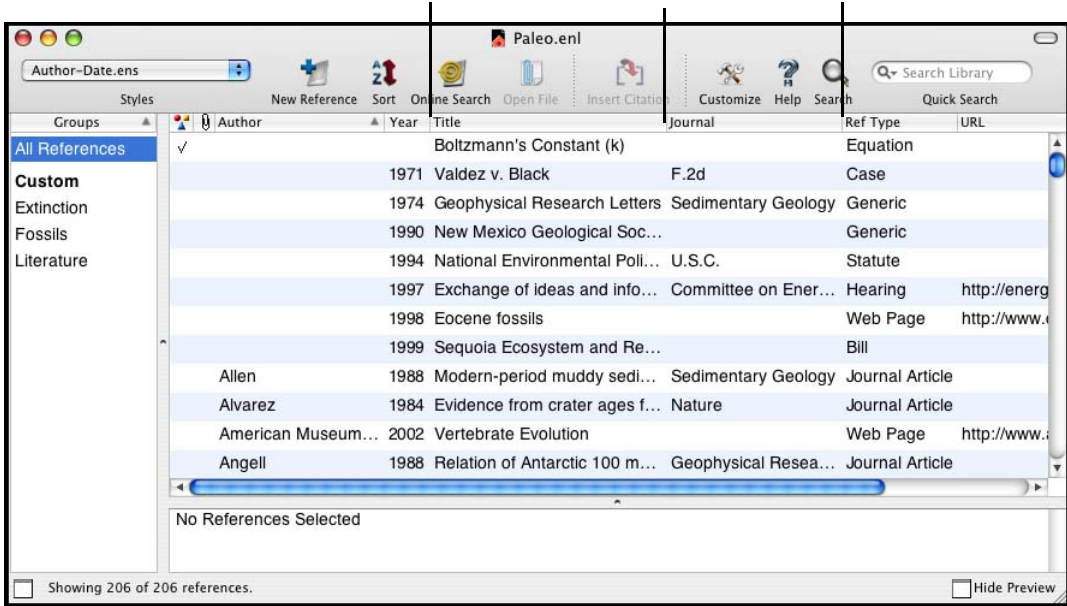 Paleo.enl
Author-Date.ens
Search Library
Styles New Reference Sort Online Search Open File Insert Citation Customize Help Search Quick Search
Groups Author Year Title Journal Ref Type URL
All References
Custom
Extinction
Fossils
Literature
Boltzmann's Constant (k) Equation
1971 Valdez v. Black F.2d Case
1974 Geophysical Research Letters Sedimentary Geology Generic
1990 New Mexico Geological Soc... Generic
1994 National Environmental Poli... U.S.C. Statute
1997 Exchange of ideas and info... Committee on Ener... Hearing http://energ
1998 Eocene fossils Web Page http://www.
1999 Sequoia Ecosystem and Re... Bill
Allen 1988 Modern-period muddy sedi... Sedimentary Geology Journal Article
Alvarez 1984 Evidence from crater ages f... Nature Journal Article
American Museum... 2002 Vertebrate Evolution Web Page http://www.
Angell 1988 Relation of Antarctic 100 m... Geophysical Resea... Journal Article
No References Selected
Showing 206 of 206 references.
Hide Preview